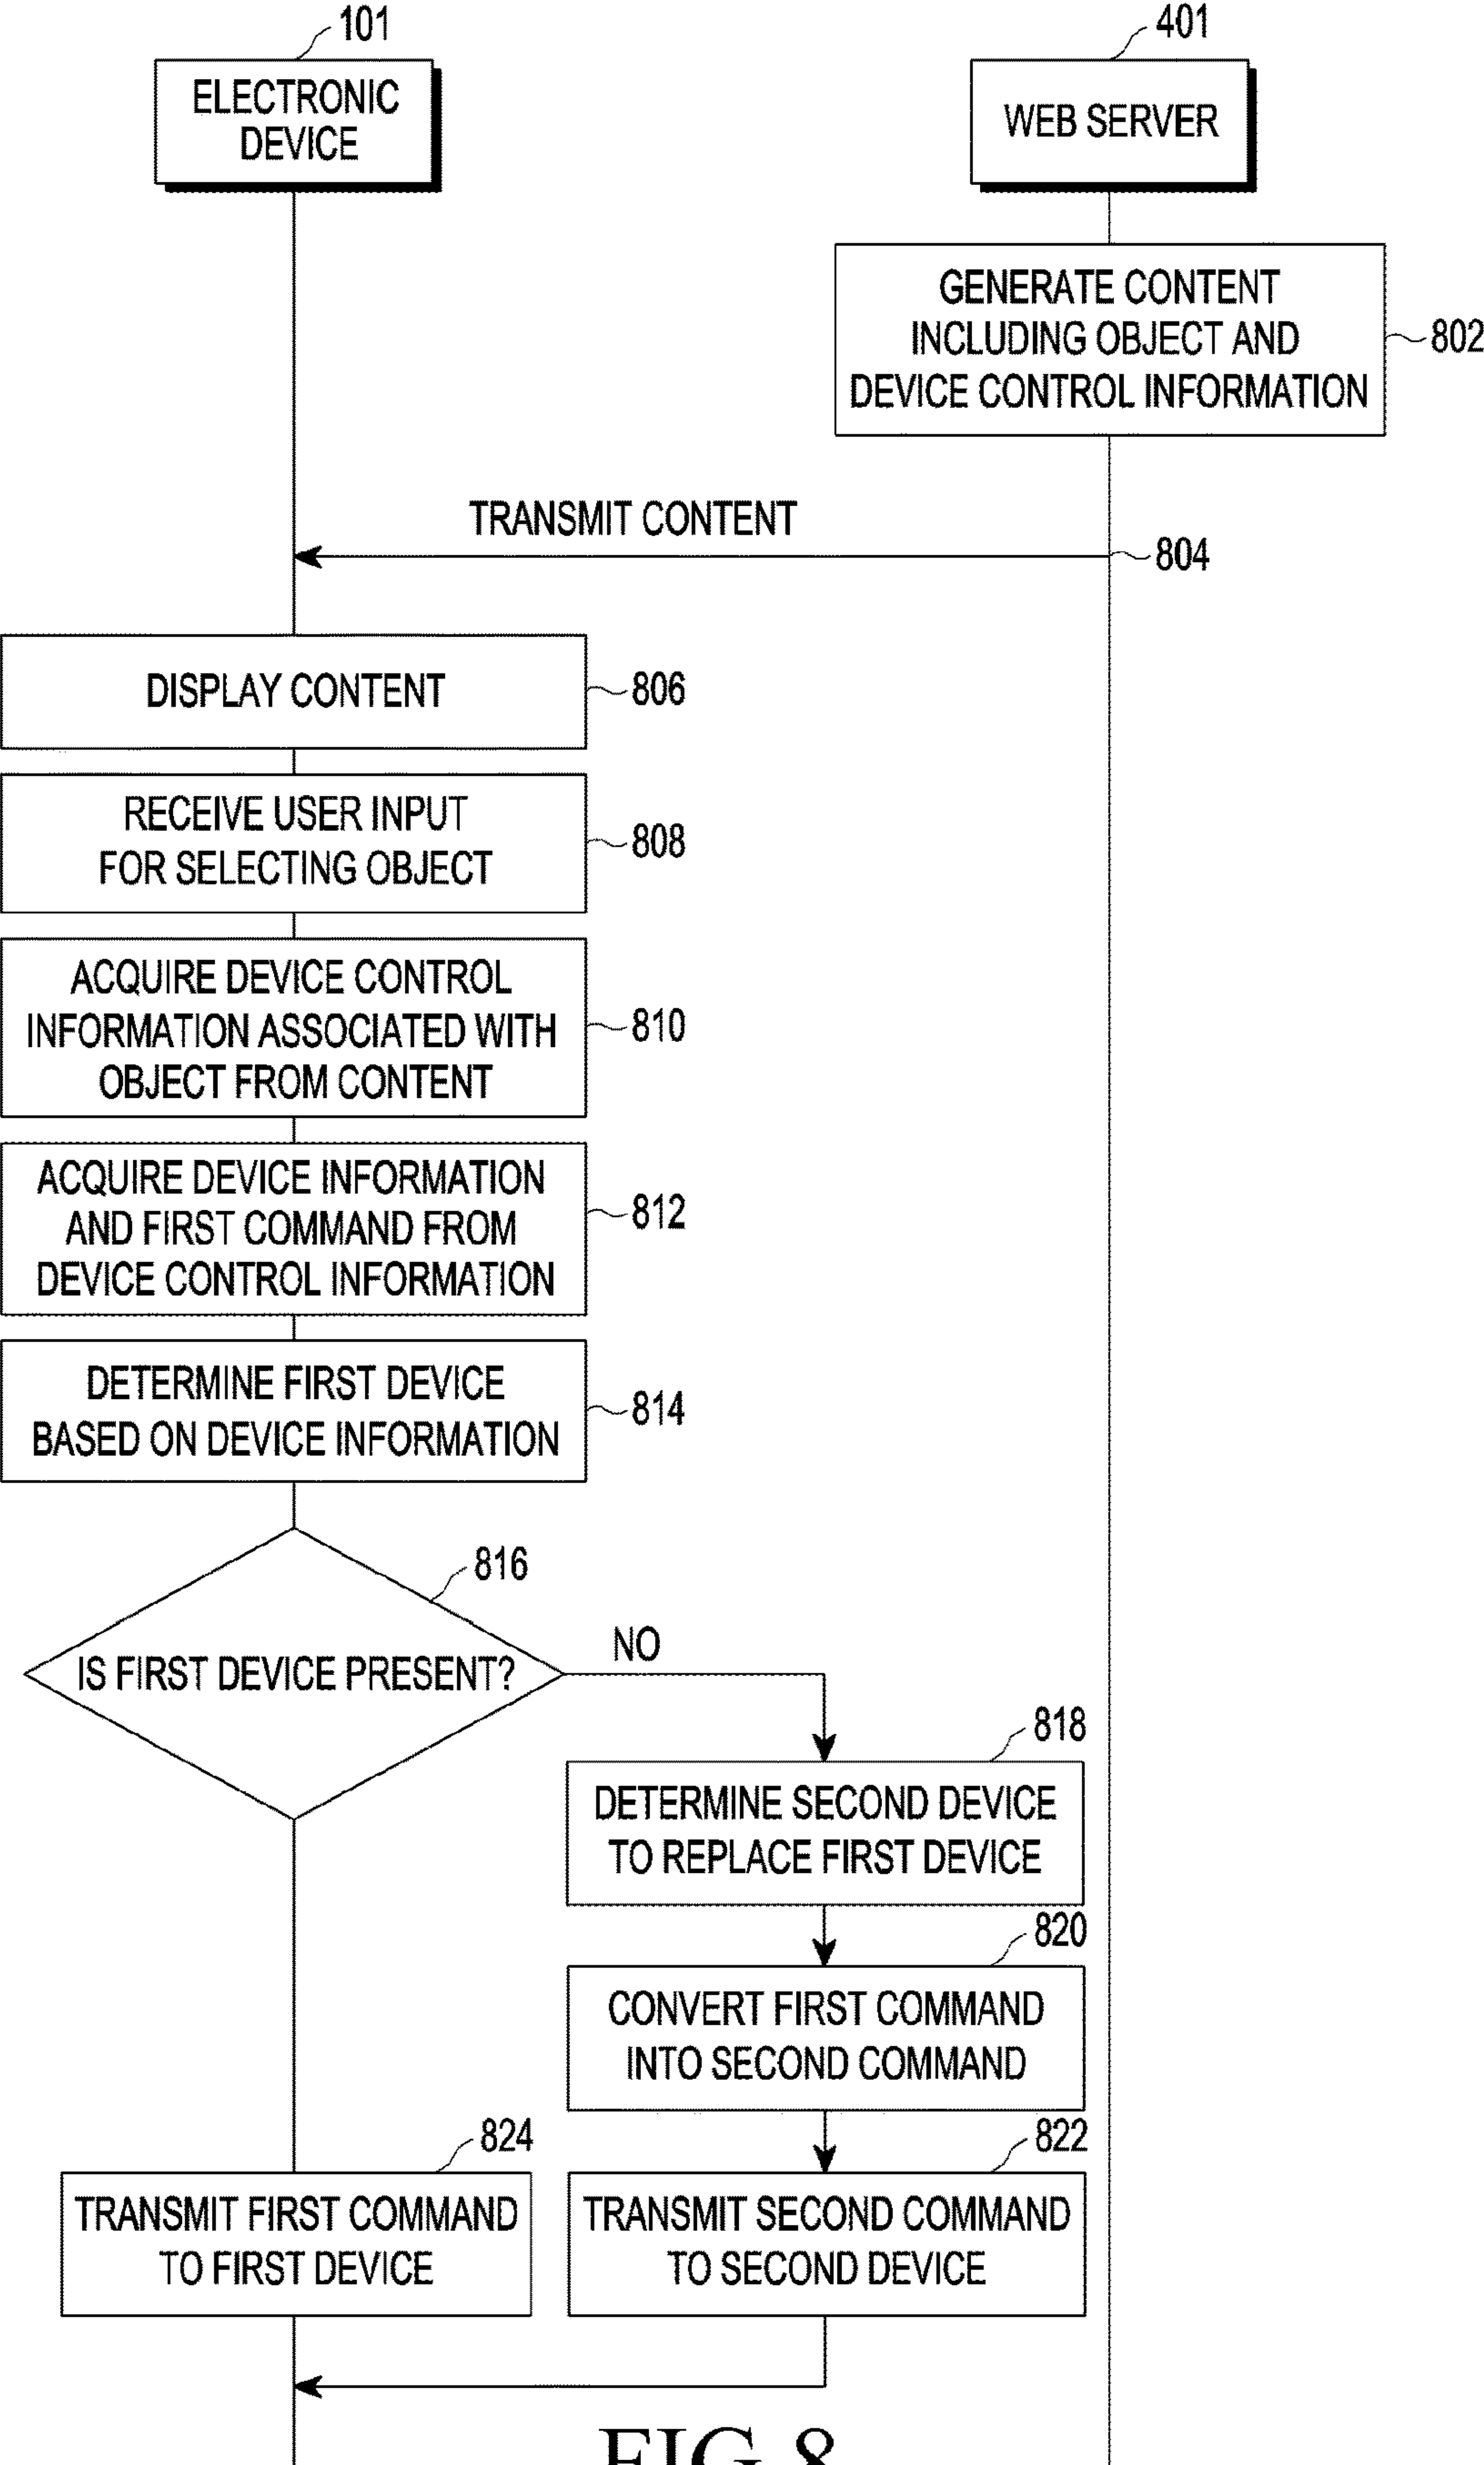 101
ELECTRONIC
DEVICE
401
WEB SERVER
GENERATE CONTENT
INCLUDING OBJECT AND
DEVICE CONTROL INFORMATION
802
TRANSMIT CONTENT
804
DISPLAY CONTENT
806
RECEIVE USER INPUT
FOR SELECTING OBJECT
808
ACQUIRE DEVICE CONTROL
INFORMATION ASSOCIATED WITH
OBJECT FROM CONTENT
810
ACQUIRE DEVICE INFORMATION
AND FIRST COMMAND FROM
DEVICE CONTROL INFORMATION
812
DETERMINE FIRST DEVICE
BASED ON DEVICE INFORMATION
814
816
IS FIRST DEVICE PRESENT?
NO
818
DETERMINE SECOND DEVICE
TO REPLACE FIRST DEVICE
820
CONVERT FIRST COMMAND
INTO SECOND COMMAND
824
TRANSMIT FIRST COMMAND
TO FIRST DEVICE
822
TRANSMIT SECOND COMMAND
TO SECOND DEVICE
FIG.8